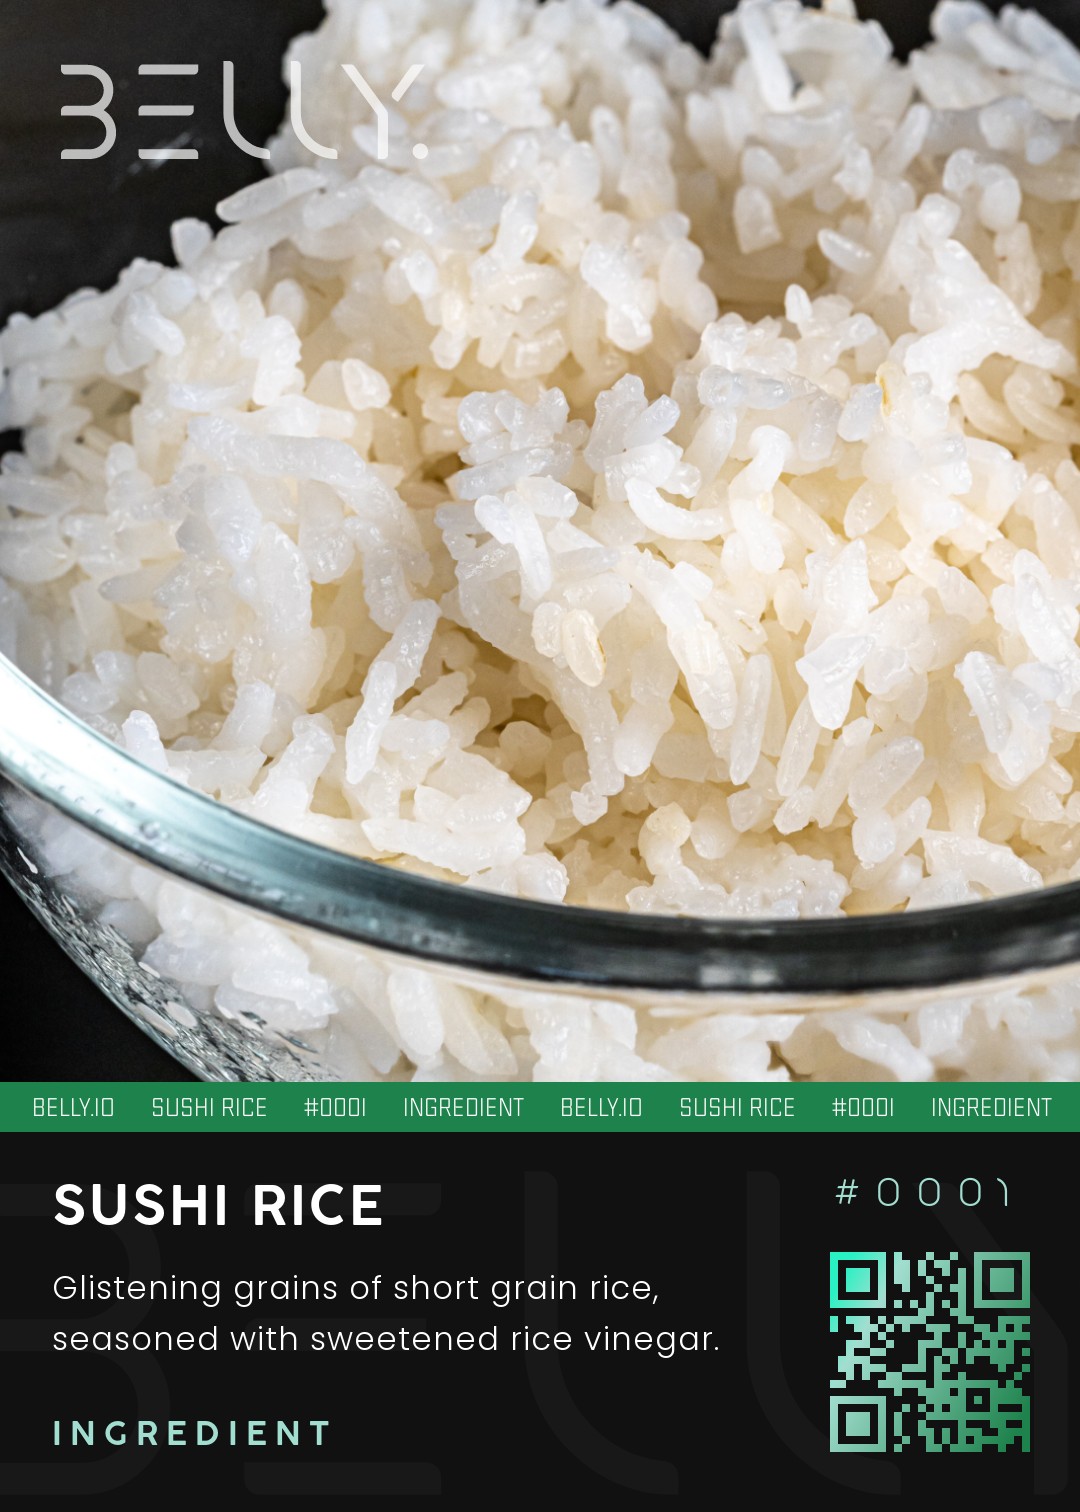 BELLY.
BELLY.IO SUSHI RICE #0001 INGREDIENT BELLY.IO SUSHI RICE #0001 INGREDIENT
SUSHI RICE
#0001
Glistening grains of short grain rice,
seasoned with sweetened rice vinegar.
INGREDIENT